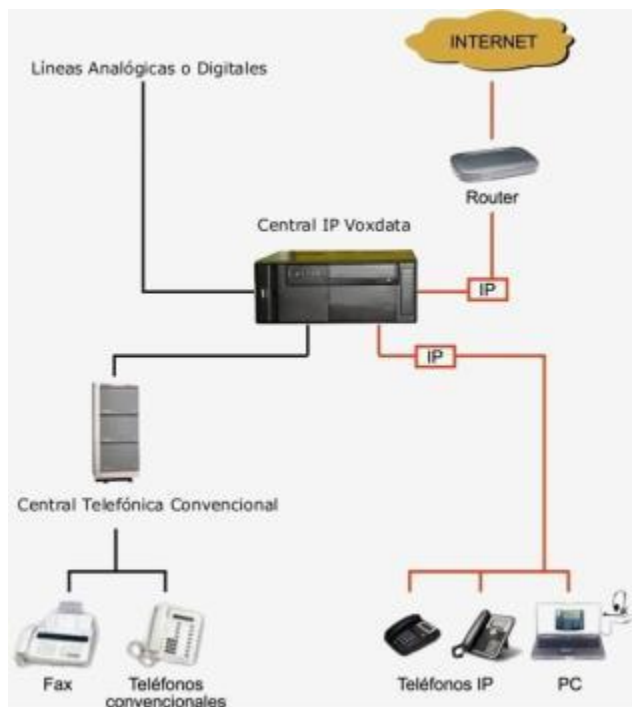 INTERNET
Líneas Analógicas o Digitales
Router
Central IP Voxdata
IP
IP
Central Telefónica Convencional
Fax
Teléfonos
convencionales
Teléfonos IP
PC